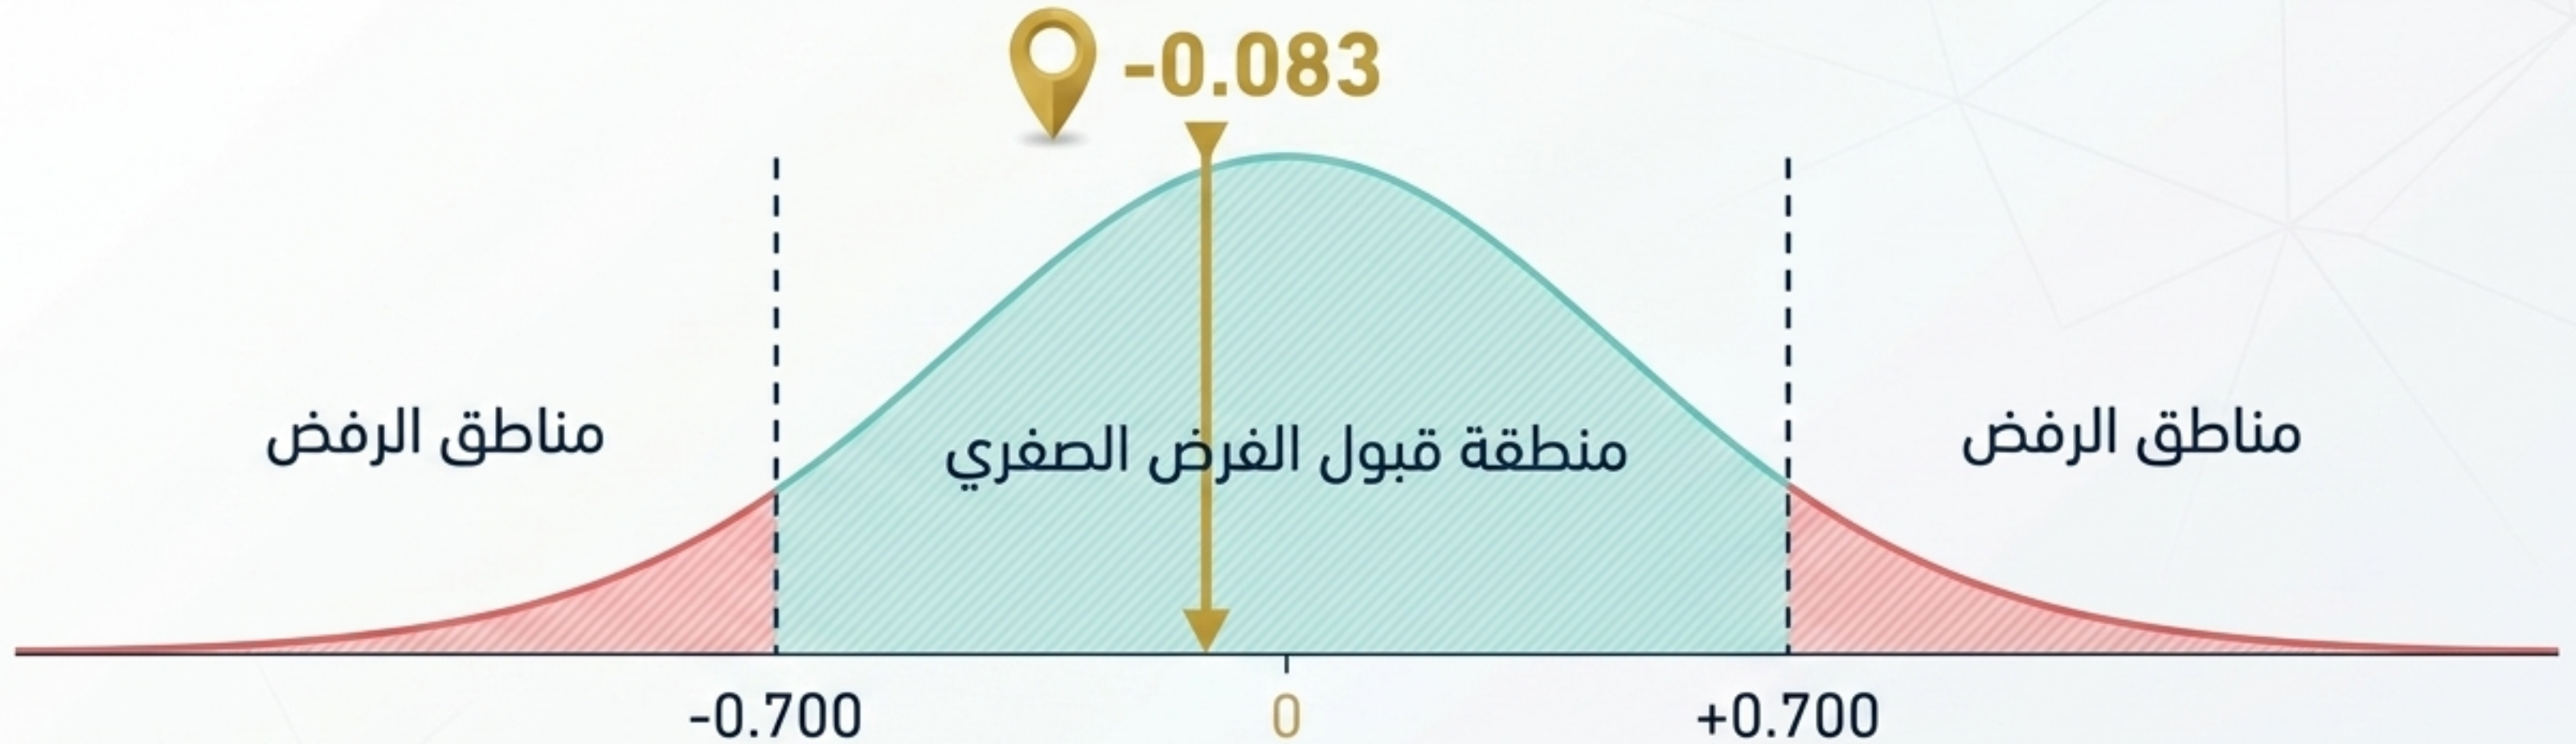 -0.083
مناطق الرفض
منطقة قبول الفرض الصفري
مناطق الرفض
-0.700
0
+0.700